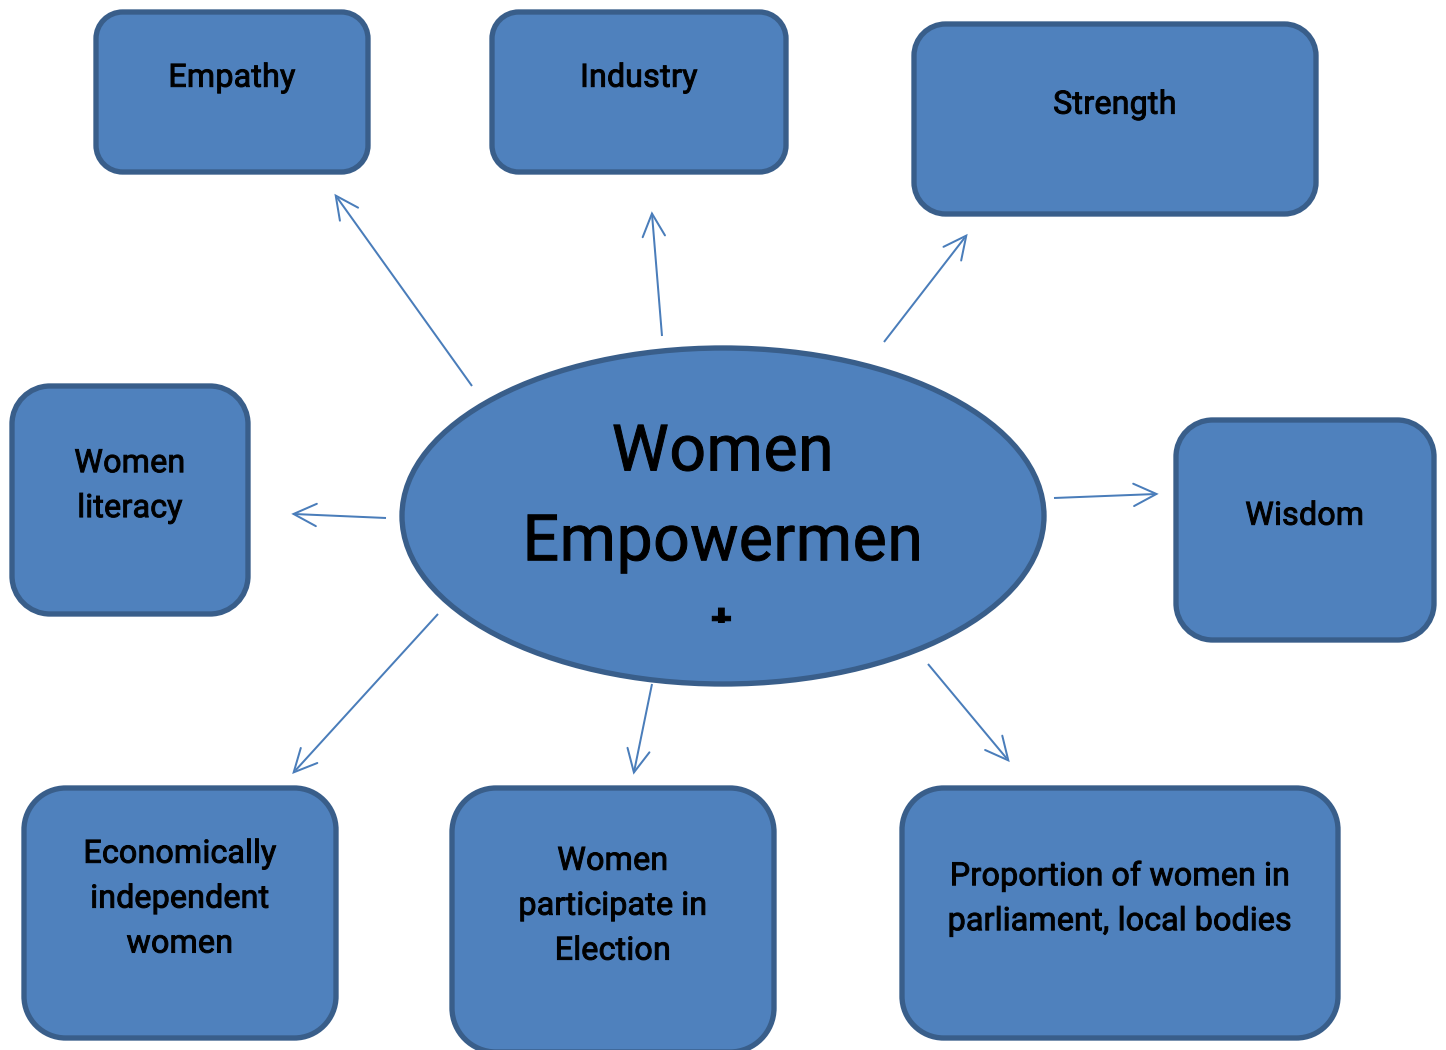 Empathy
Industry
Strength
Women
Empowermen
Women
literacy
Wisdom
Economically
independent
women
Women
participate in
Election
Proportion of women in
parliament, local bodies